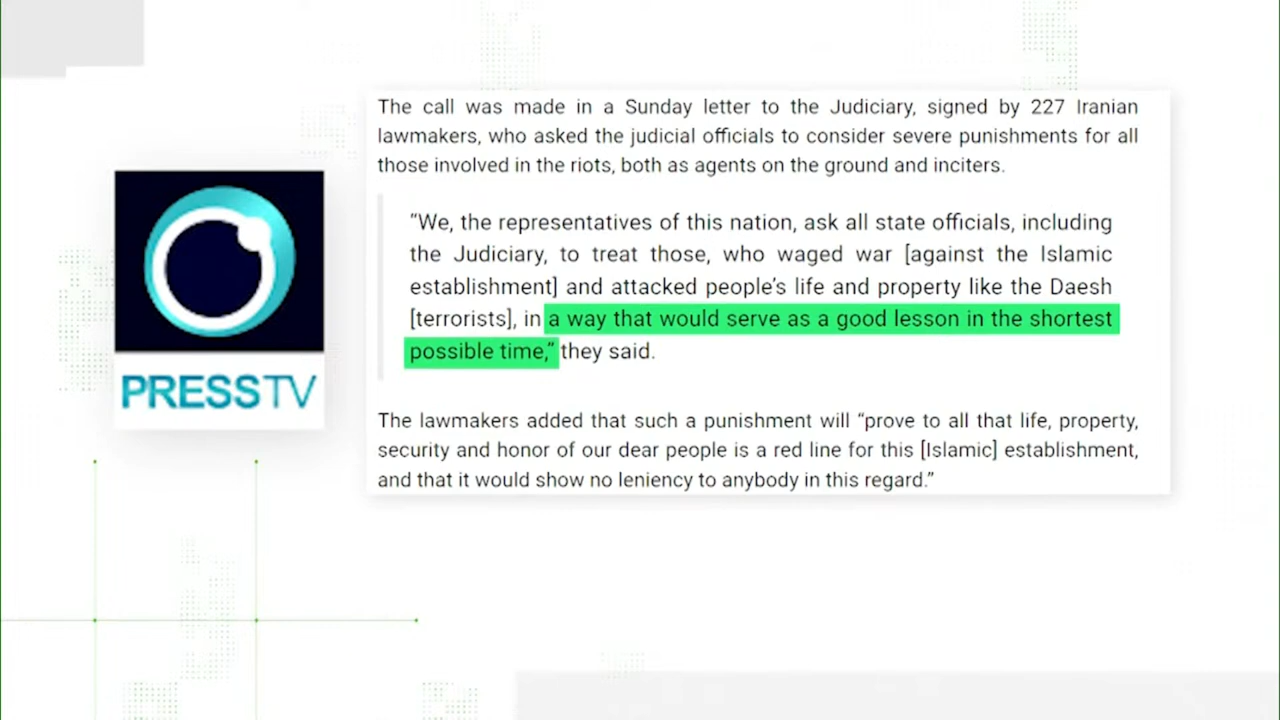 The call was made in a Sunday letter to the Judiciary, signed by 227 Iranian
lawmakers, who asked the judicial officials to consider severe punishments for all
those involved in the riots, both as agents on the ground and inciters.
“We, the representatives of this nation, ask all state officials, including
the Judiciary, to treat those, who waged war [against the Islamic
establishment] and attacked people’s life and property like the Daesh
[terrorists], in a way that would serve as a good lesson in the shortest
possible time,” they said.
The lawmakers added that such a punishment will “prove to all that life, property,
security and honor of our dear people is a red line for this [Islamic] establishment,
and that it would show no leniency to anybody in this regard.”
PRESSTV